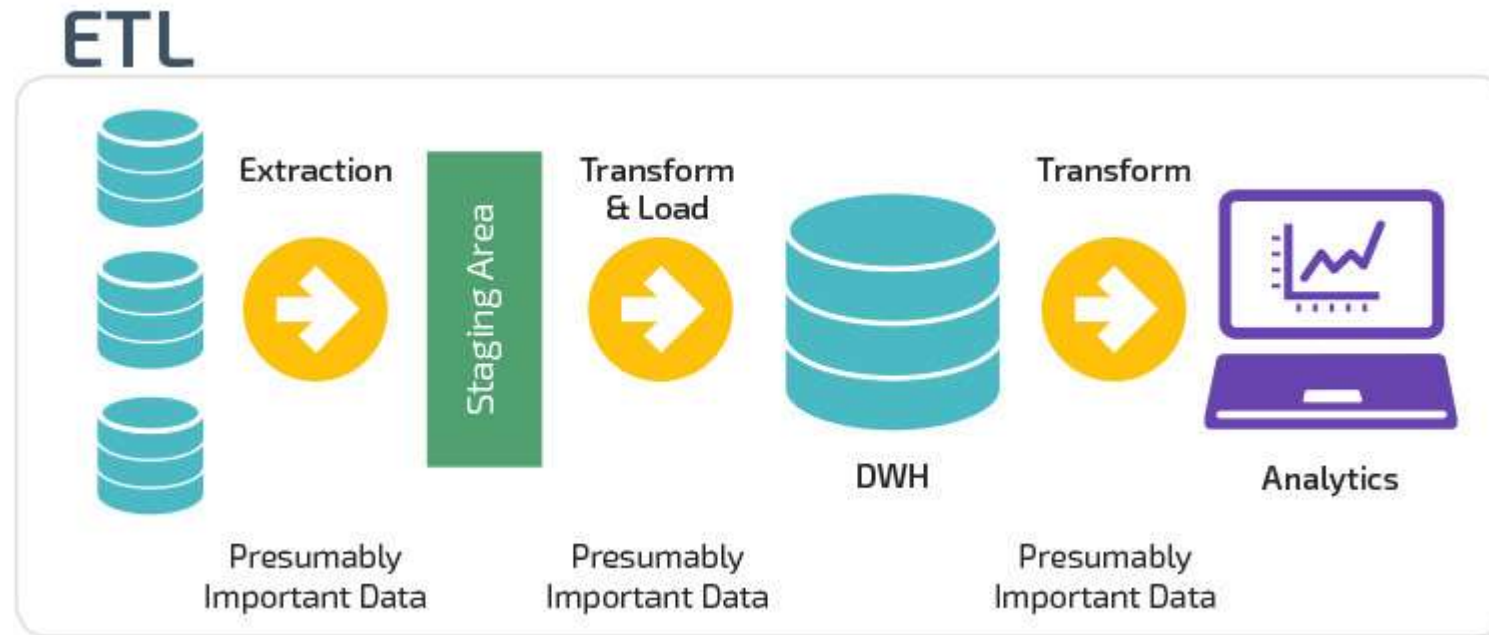 ETL
Extraction
Staging Area
Transform
& Load
Transform
DWH
Analytics
Presumably
Important Data
Presumably
Important Data
Presumably
Important Data